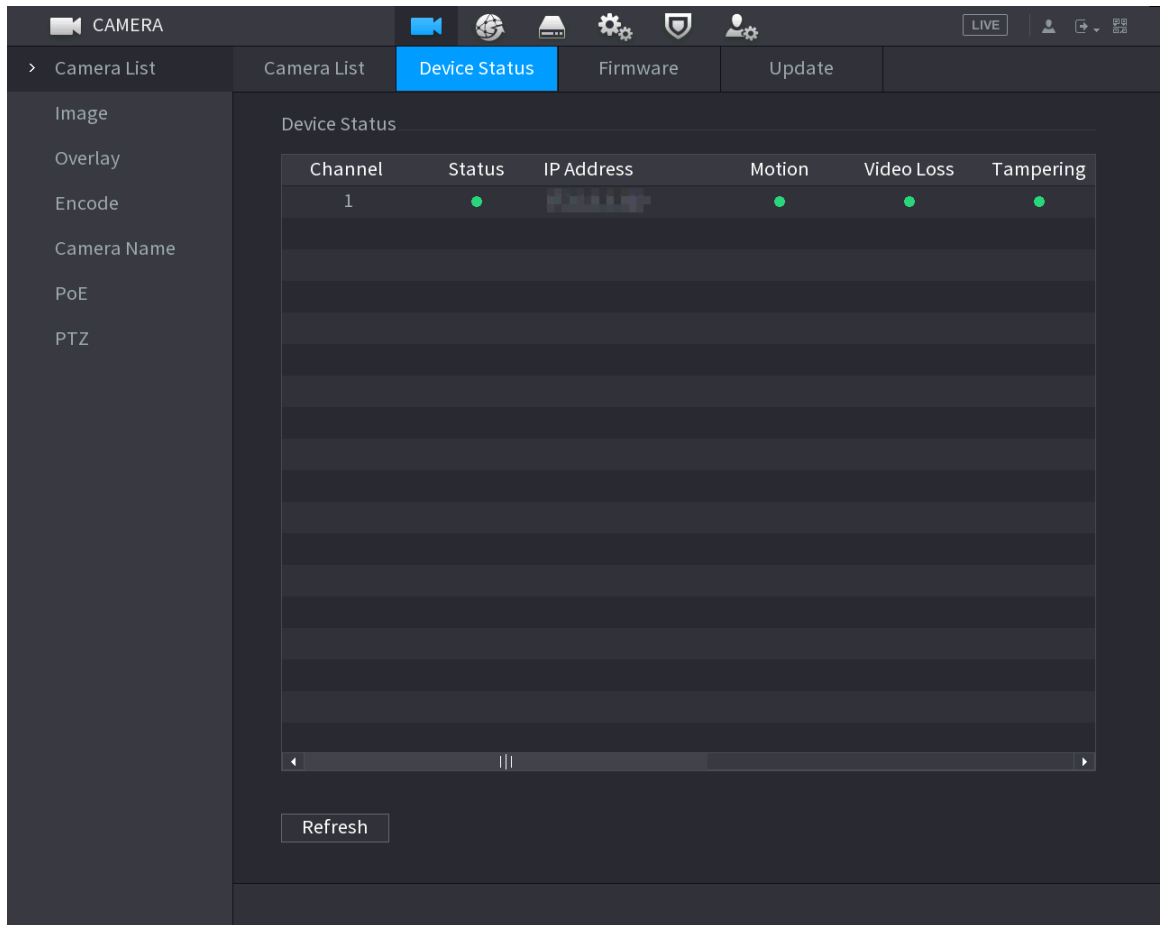 CAMERA LIVE
Camera List Camera List Device Status Firmware Update
Image
Device Status
Overlay
Channel Status IP Address Motion Video Loss Tampering
Encode
1
Camera Name
PoE
PTZ
Refresh